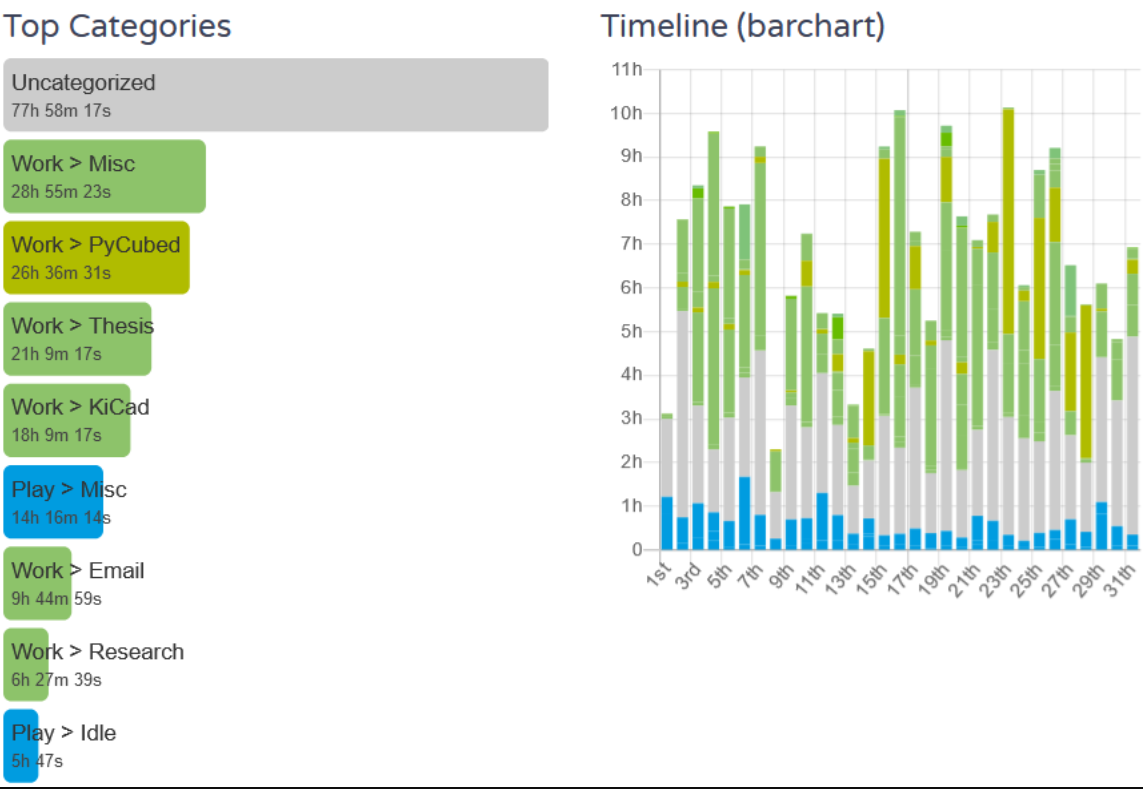 Top Categories
Uncategorized
77h 58m 17s
Work > Misc
28h 55m 23s
Work > PyCubed
26h 36m 31s
Work > Thesis
21h 9m 17s
Work > KiCad
18h 9m 17s
Play > Misc
14h 16m 14s
Work > Email
9h 44m 59s
Work > Research
6h 27m 39s
Play > Idle
5h 47s
Timeline (barchart)
11h
10h
9h
8h
7h
6h
5h
4h
3h
2h
1h
0
1st 3rd 5th 7th 9th 11th 13th 15th 17th 19th 21th 23th 25th 27th 29th 31th